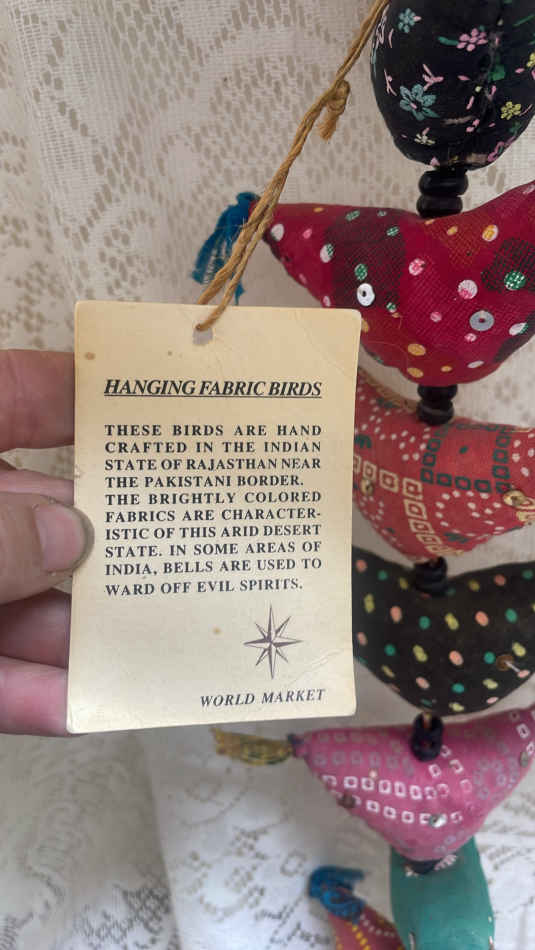 HANGING FABRIC BIRDS
THESE BIRDS ARE HAND
CRAFTED IN THE INDIAN
STATE OF RAJASTHAN NEAR
THE PAKISTANI BORDER.
THE BRIGHTLY COLORED
FABRICS ARE CHARACTER-
ISTIC OF THIS ARID DESERT
STATE. IN SOME AREAS OF
INDIA, BELLS ARE USED TO
WARD OFF EVIL SPIRITS.
WORLD MARKET